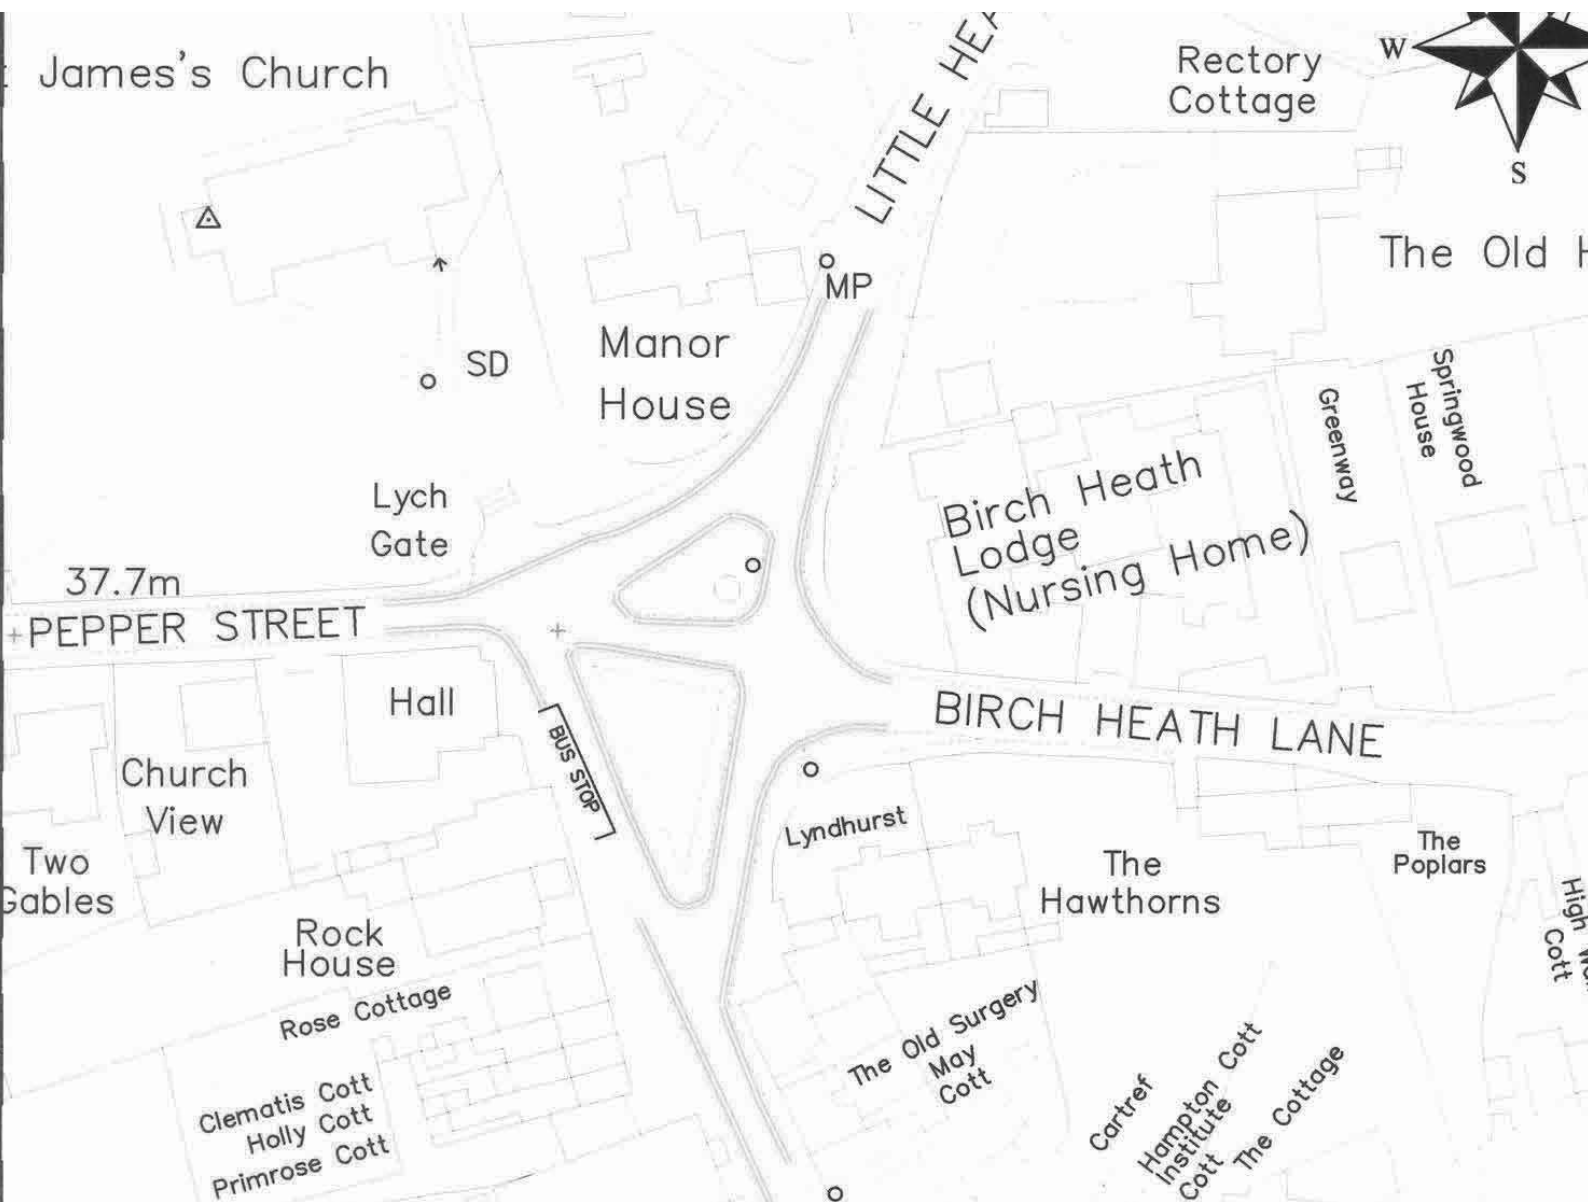 James's Church
LITTLE HEA
Rectory
Cottage
W
S
The Old H
MP
Manor
House
SD
Springwood
House
Greenway
Lych
Gate
Birch Heath
Lodge
(Nursing Home)
37.7m
PEPPER STREET
Hall
BIRCH HEATH LANE
BUS STOP
Church
View
Lyndhurst
The
Hawthorns
The
Poplars
Two
Gables
High
Cott
Rock
House
Rose Cottage
The Old Surgery
May
Cott
Clematis Cott
Holly Cott
Primrose Cott
Cartref
Hampton Cott
Institute
Cott
The Cottage